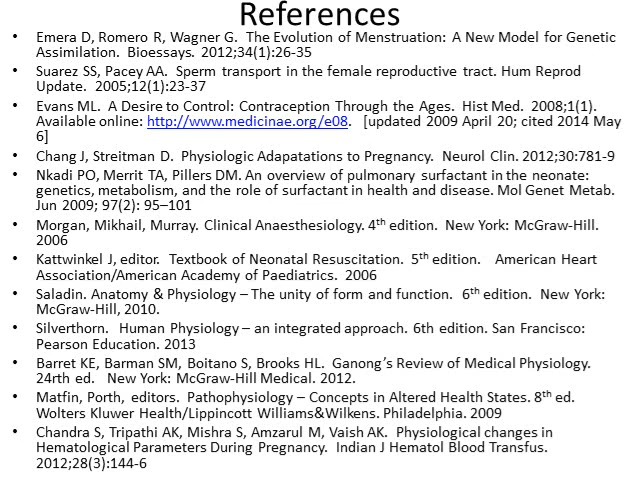 References
• Emera D, Romero R, Wagner G.  The Evolution of Menstruation: A New Model for Genetic
Assimilation.  Bioessays. 2012;34(1):26-35
• Suarez SS, Pacey AA.  Sperm transport in the female reproductive tract. Hum Reprod
Update.  2005;12(1):23-37
• Evans ML.  A Desire to Control: Contraception Through the Ages.  Hist Med.  2008;1(1).
Available online: http://www.medicinae.org/e08.   [updated 2009 April 20; cited 2014 May
6]
• Chang J, Streitman D.  Physiologic Adapatations to Pregnancy.  Neurol Clin. 2012;30:781-9
• Nkadi PO, Merrit TA, Pillers DM. An overview of pulmonary surfactant in the neonate:
genetics, metabolism, and the role of surfactant in health and disease. Mol Genet Metab.
Jun 2009; 97(2): 95–101
• Morgan, Mikhail, Murray. Clinical Anaesthesiology. 4th edition.  New York: McGraw-Hill.
2006
• Kattwinkel J, editor.  Textbook of Neonatal Resuscitation.  5th edition.   American Heart
Association/American Academy of Paediatrics.  2006
• Saladin. Anatomy & Physiology – The unity of form and function.  6th edition.  New York:
McGraw-Hill, 2010.
• Silverthorn.  Human Physiology – an integrated approach. 6th edition. San Francisco:
Pearson Education. 2013
• Barret KE, Barman SM, Boitano S, Brooks HL.  Ganong's Review of Medical Physiology.
24rth ed.   New York: McGraw-Hill Medical. 2012.
• Matfin, Porth, editors. Pathophysiology – Concepts in Altered Health States. 8th ed.
Wolters Kluwer Health/Lippincott Williams&Wilkens. Philadelphia. 2009
• Chandra S, Tripathi AK, Mishra S, Amzarul M, Vaish AK.  Physiological changes in
Hematological Parameters During Pregnancy.  Indian J Hematol Blood Transfus.
2012;28(3):144-6